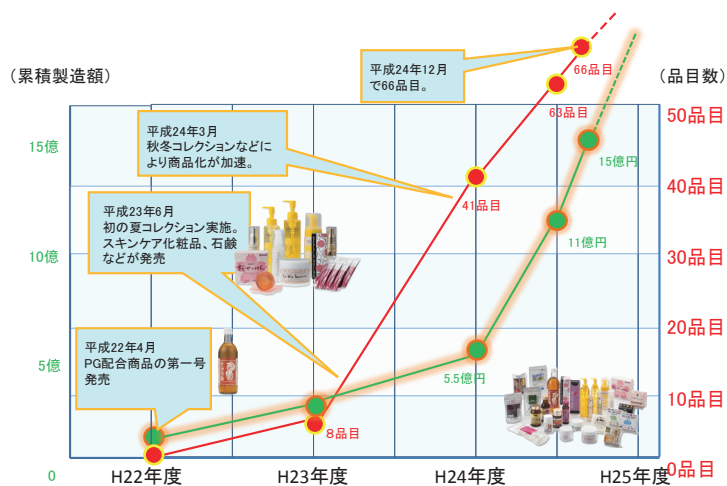 （累積製造額）
（品目数）
平成24年12月
で66品目。
66品目
63品目
50品目
平成24年3月
秋冬コレクションなどに
より商品化が加速。
15億
15億円
40品目
41品目
平成23年6月
初の夏コレクション実施。
スキンケア化粧品、石鹸
などが発売
10億
11億円
30品目
20品目
平成22年4月
PG配合商品の第一号
発売
5億
5.5億円
10品目
8品目
0
0品目
H22年度
H23年度
H24年度
H25年度